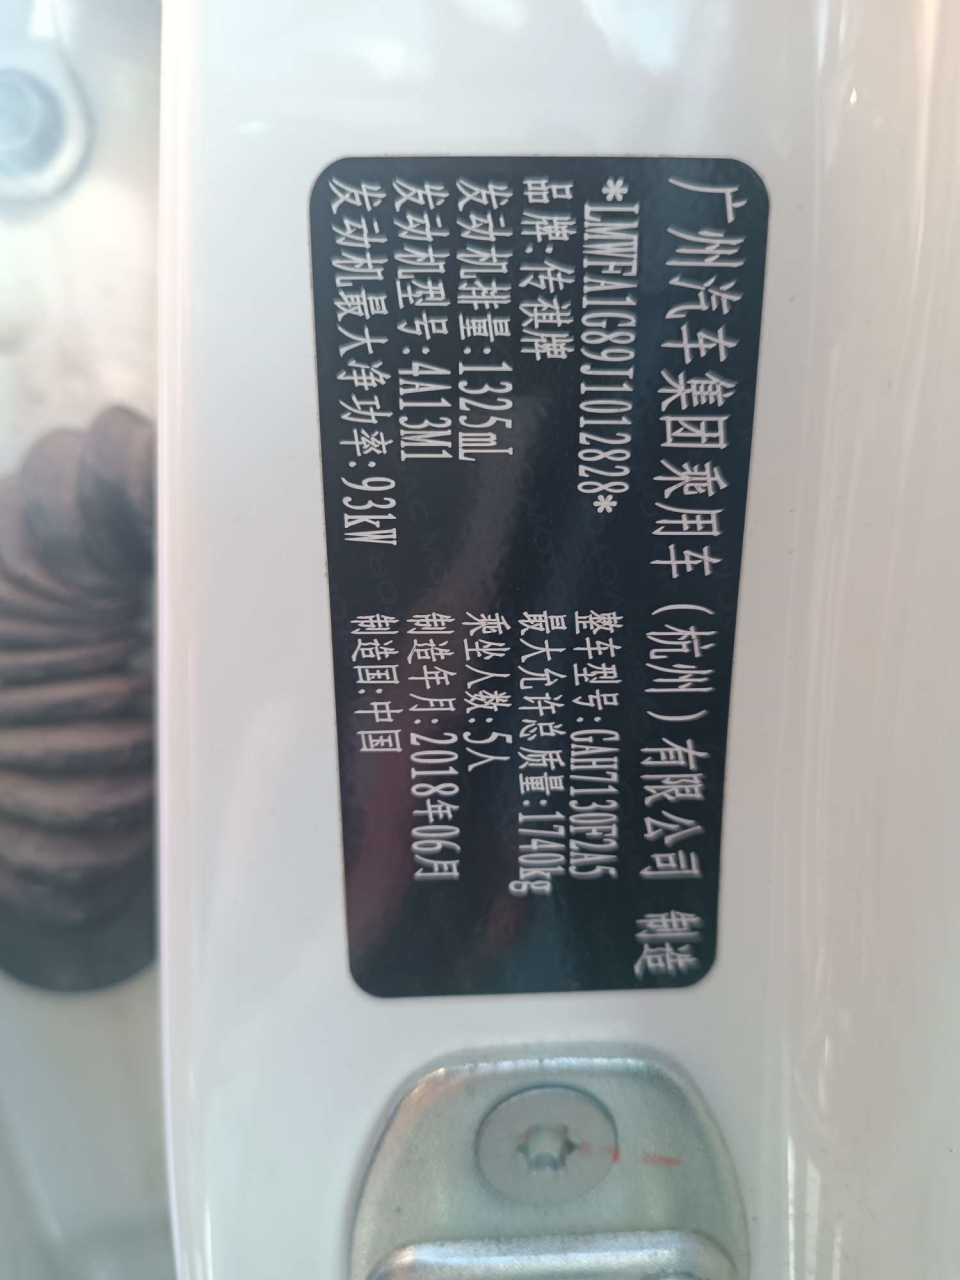 广州汽车集团乘用车（杭州）有限公司 制造
*LMWFA1G89J1012828*
品牌:传祺牌
整车型号:GAH7130F2A5
最大允许总质量:1740kg
发动机排量:1325mL
乘坐人数:5人
发动机型号:4A13M1
制造年月:2018年06月
发动机最大净功率:93kW
制造国:中国